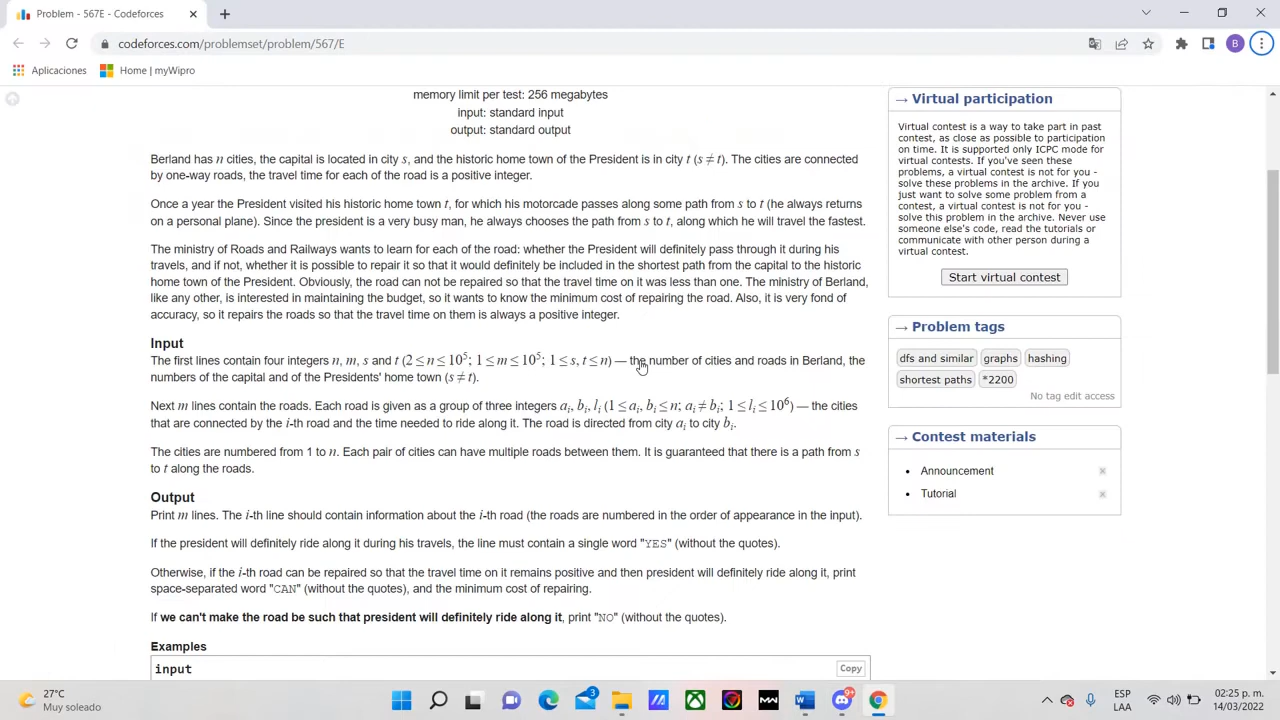 Problem - 567E - Codeforces
codeforces.com/problemset/problem/567/E
B
Aplicaciones
Home | myWipro
memory limit per test: 256 megabytes
input: standard input
output: standard output
Berland has n cities, the capital is located in city s, and the historic home town of the President is in city t (s ≠ t). The cities are connected
by one-way roads, the travel time for each of the road is a positive integer.
Once a year the President visited his historic home town t, for which his motorcade passes along some path from s to t (he always returns
on a personal plane). Since the president is a very busy man, he always chooses the path from s to t, along which he will travel the fastest.
The ministry of Roads and Railways wants to learn for each of the road: whether the President will definitely pass through it during his
travels, and if not, whether it is possible to repair it so that it would definitely be included in the shortest path from the capital to the historic
home town of the President. Obviously, the road can not be repaired so that the travel time on it was less than one. The ministry of Berland,
like any other, is interested in maintaining the budget, so it wants to know the minimum cost of repairing the road. Also, it is very fond of
accuracy, so it repairs the roads so that the travel time on them is always a positive integer.
Input
The first lines contain four integers n, m, s and t (2 ≤ n ≤ 10⁵; 1 ≤ m ≤ 10⁵; 1 ≤ s, t ≤ n) — the number of cities and roads in Berland, the
numbers of the capital and of the Presidents' home town (s ≠ t).
Next m lines contain the roads. Each road is given as a group of three integers aᵢ, bᵢ, lᵢ (1 ≤ aᵢ, bᵢ ≤ n; aᵢ ≠ bᵢ; 1 ≤ lᵢ ≤ 10⁶) — the cities
that are connected by the i-th road and the time needed to ride along it. The road is directed from city aᵢ to city bᵢ.
The cities are numbered from 1 to n. Each pair of cities can have multiple roads between them. It is guaranteed that there is a path from s
to t along the roads.
Output
Print m lines. The i-th line should contain information about the i-th road (the roads are numbered in the order of appearance in the input).
If the president will definitely ride along it during his travels, the line must contain a single word "YES" (without the quotes).
Otherwise, if the i-th road can be repaired so that the travel time on it remains positive and then president will definitely ride along it, print
space-separated word "CAN" (without the quotes), and the minimum cost of repairing.
If we can't make the road be such that president will definitely ride along it, print "NO" (without the quotes).
Examples
input
Copy
→ Virtual participation
Virtual contest is a way to take part in past
contest, as close as possible to participation
on time. It is supported only ICPC mode for
virtual contests. If you've seen these
problems, a virtual contest is not for you -
solve these problems in the archive. If you
just want to solve some problem from a
contest, a virtual contest is not for you -
solve this problem in the archive. Never use
someone else's code, read the tutorials or
communicate with other person during a
virtual contest.
Start virtual contest
→ Problem tags
dfs and similar graphs hashing
shortest paths *2200
No tag edit access
→ Contest materials
Announcement
Tutorial
27°C
Muy soleado
3
9+
ESP
LAA
02:25 p. m.
14/03/2022